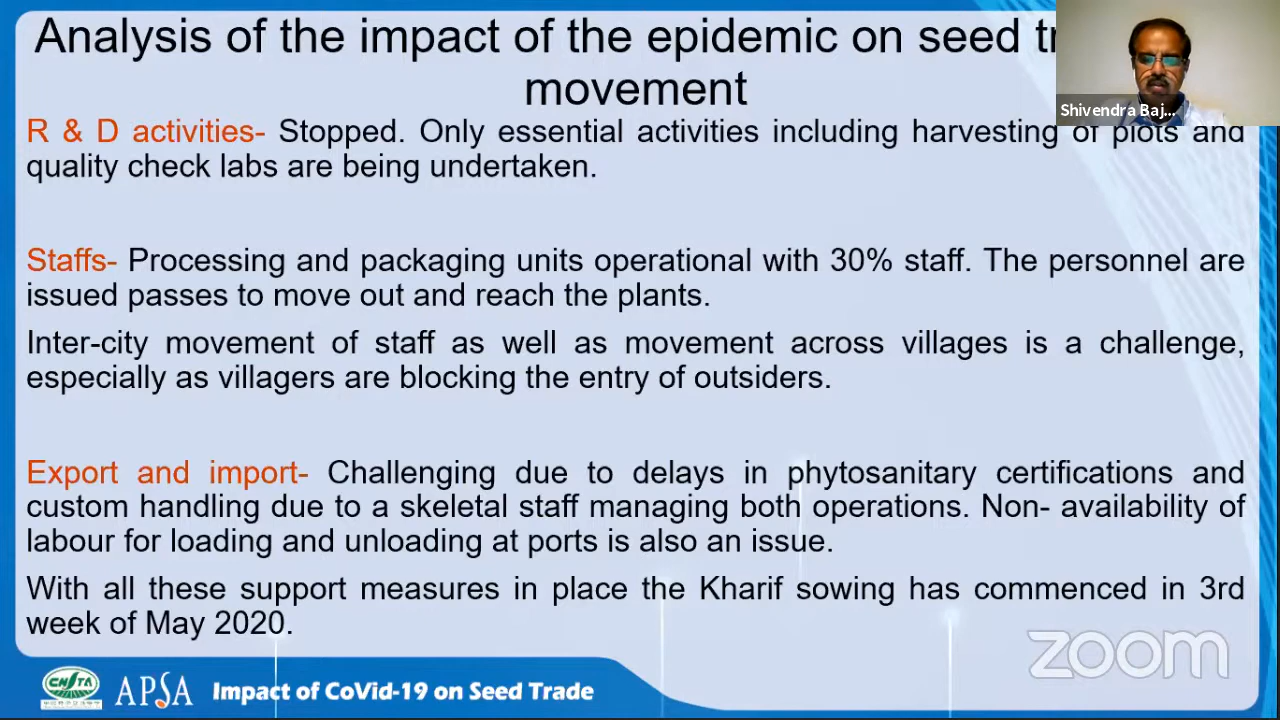 Analysis of the impact of the epidemic on seed
movement
Shivendra Baj...
R & D activities- Stopped. Only essential activities including harvesting of plots and
quality check labs are being undertaken.
Staffs- Processing and packaging units operational with 30% staff. The personnel are
issued passes to move out and reach the plants.
Inter-city movement of staff as well as movement across villages is a challenge,
especially as villagers are blocking the entry of outsiders.
Export and import- Challenging due to delays in phytosanitary certifications and
custom handling due to a skeletal staff managing both operations. Non- availability of
labour for loading and unloading at ports is also an issue.
With all these support measures in place the Kharif sowing has commenced in 3rd
week of May 2020.
zoom
CNSTA
APSA
Impact of CoVid-19 on Seed Trade